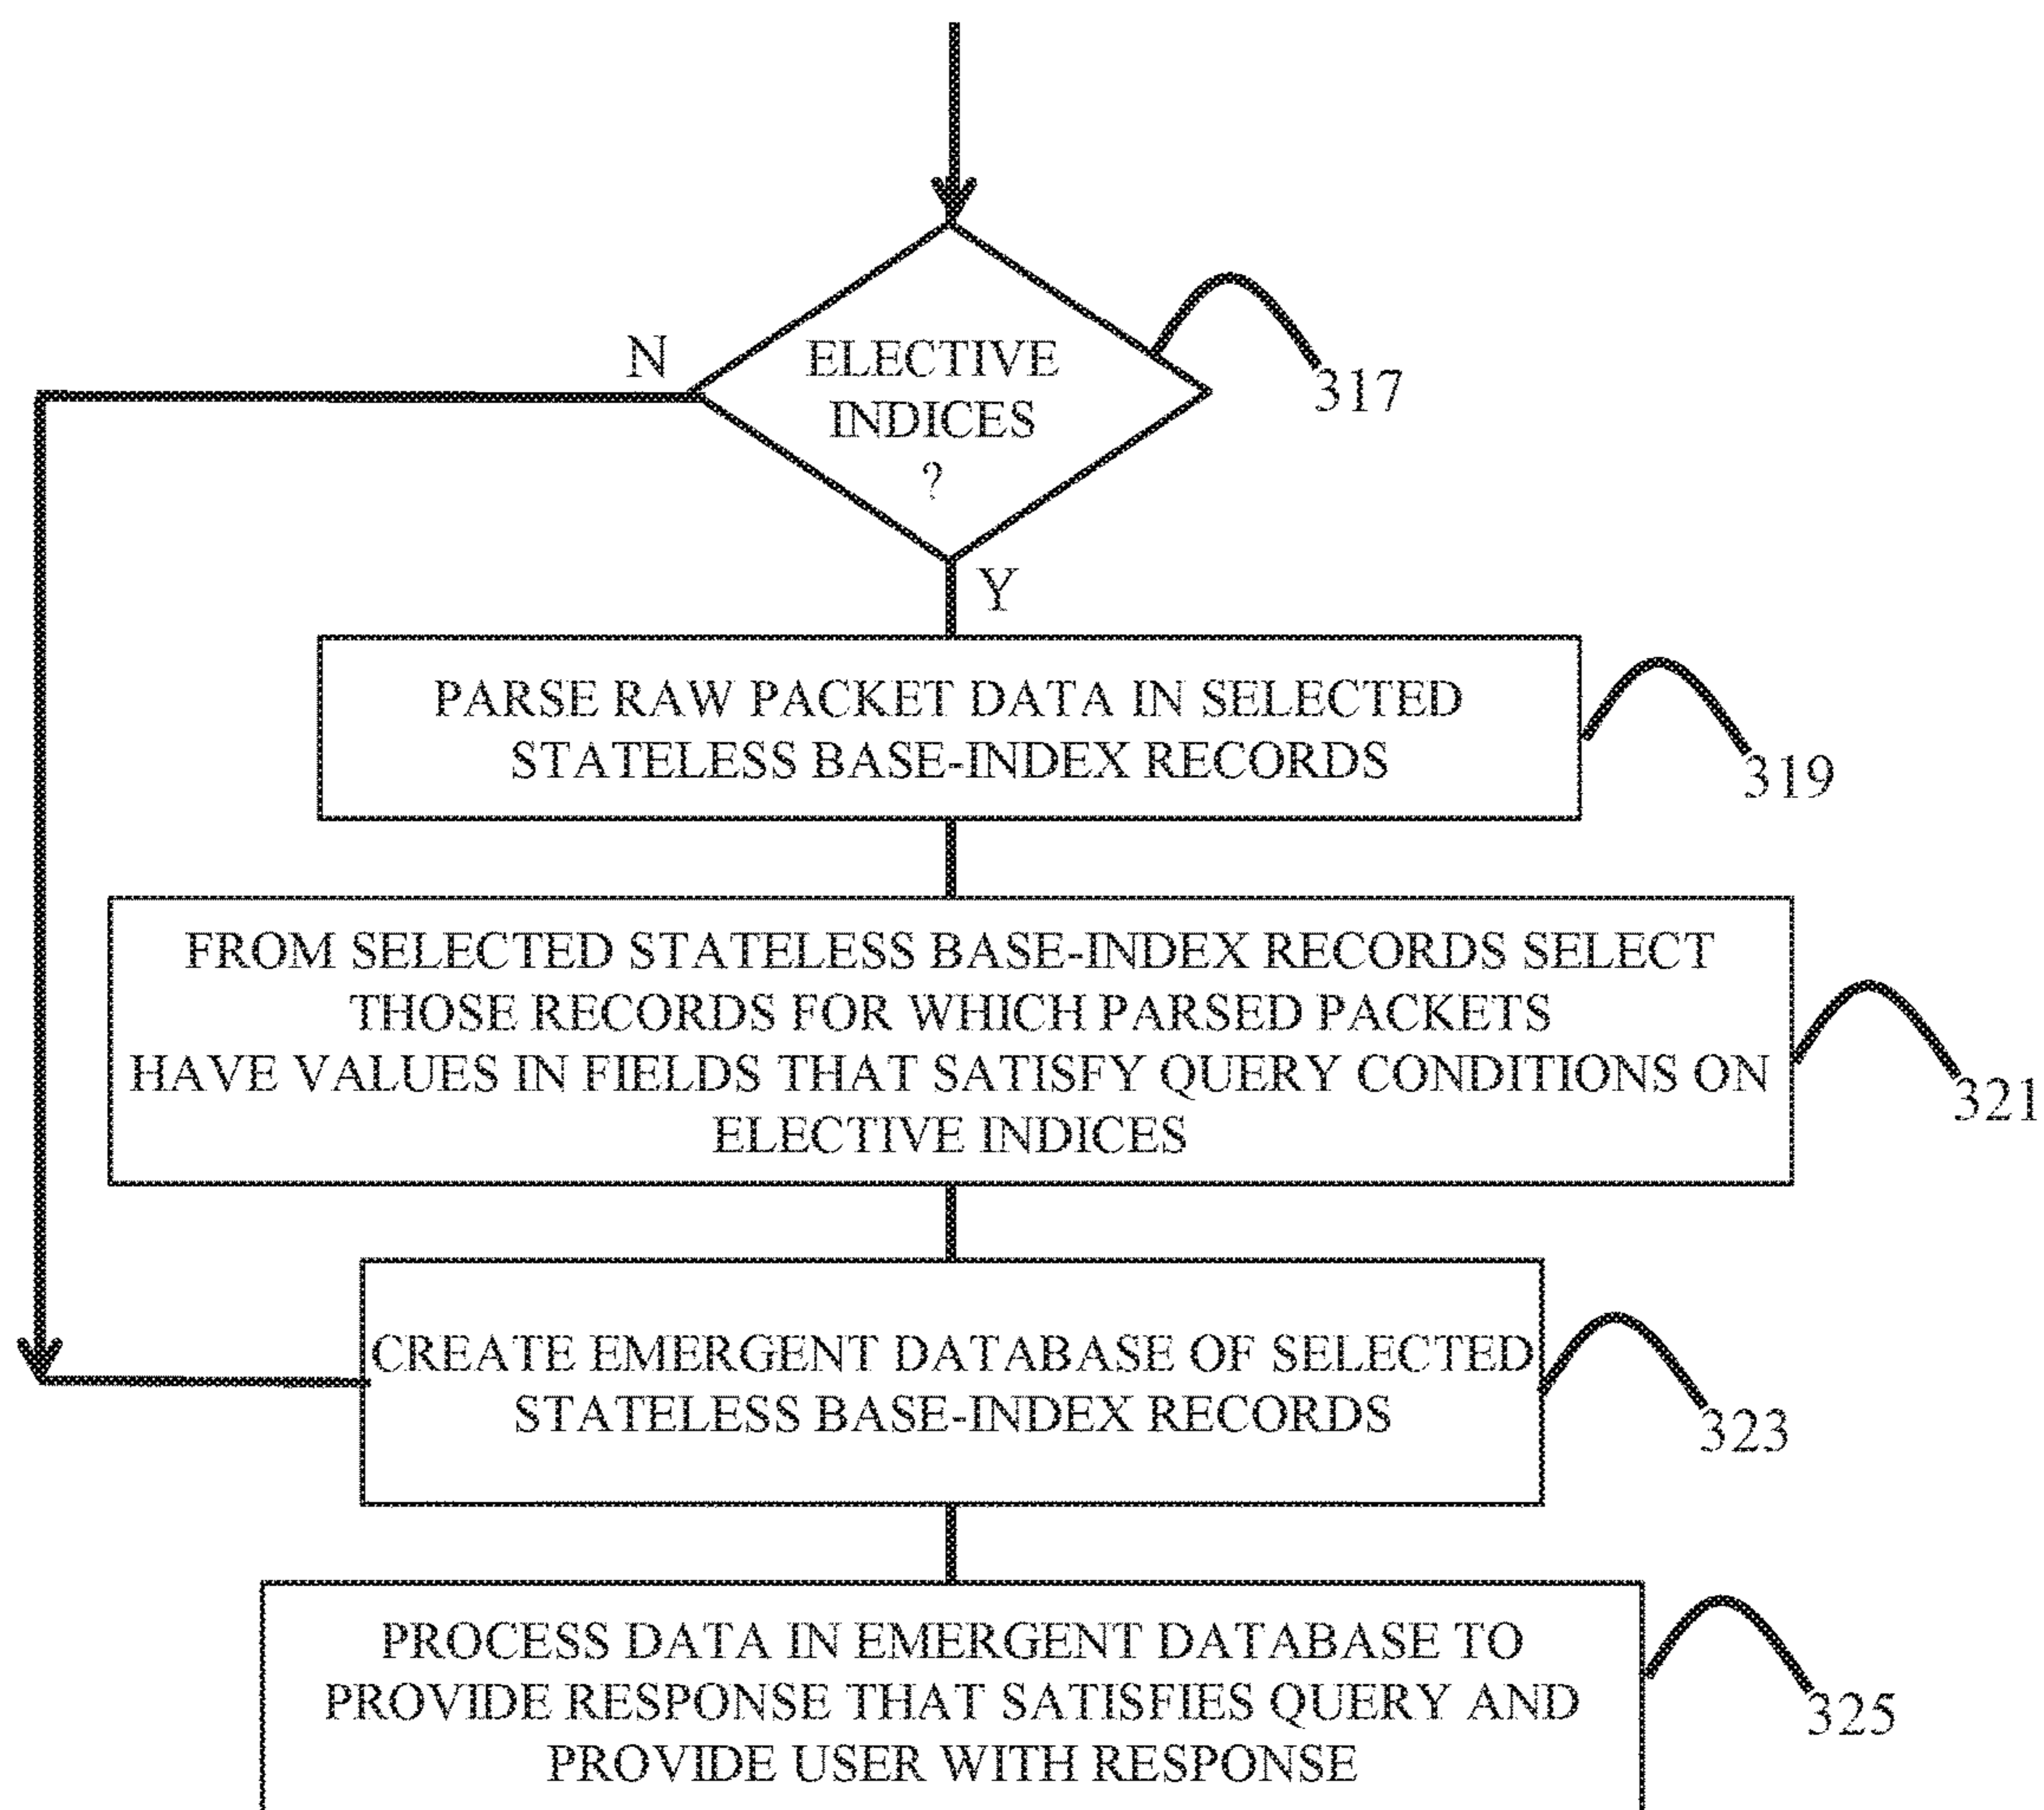 N
ELECTIVE
INDICES
?
317
Y
PARSE RAW PACKET DATA IN SELECTED
STATELESS BASE-INDEX RECORDS
319
FROM SELECTED STATELESS BASE-INDEX RECORDS SELECT
THOSE RECORDS FOR WHICH PARSED PACKETS
HAVE VALUES IN FIELDS THAT SATISFY QUERY CONDITIONS ON
ELECTIVE INDICES
321
CREATE EMERGENT DATABASE OF SELECTED
STATELESS BASE-INDEX RECORDS
323
PROCESS DATA IN EMERGENT DATABASE TO
PROVIDE RESPONSE THAT SATISFIES QUERY AND
PROVIDE USER WITH RESPONSE
325